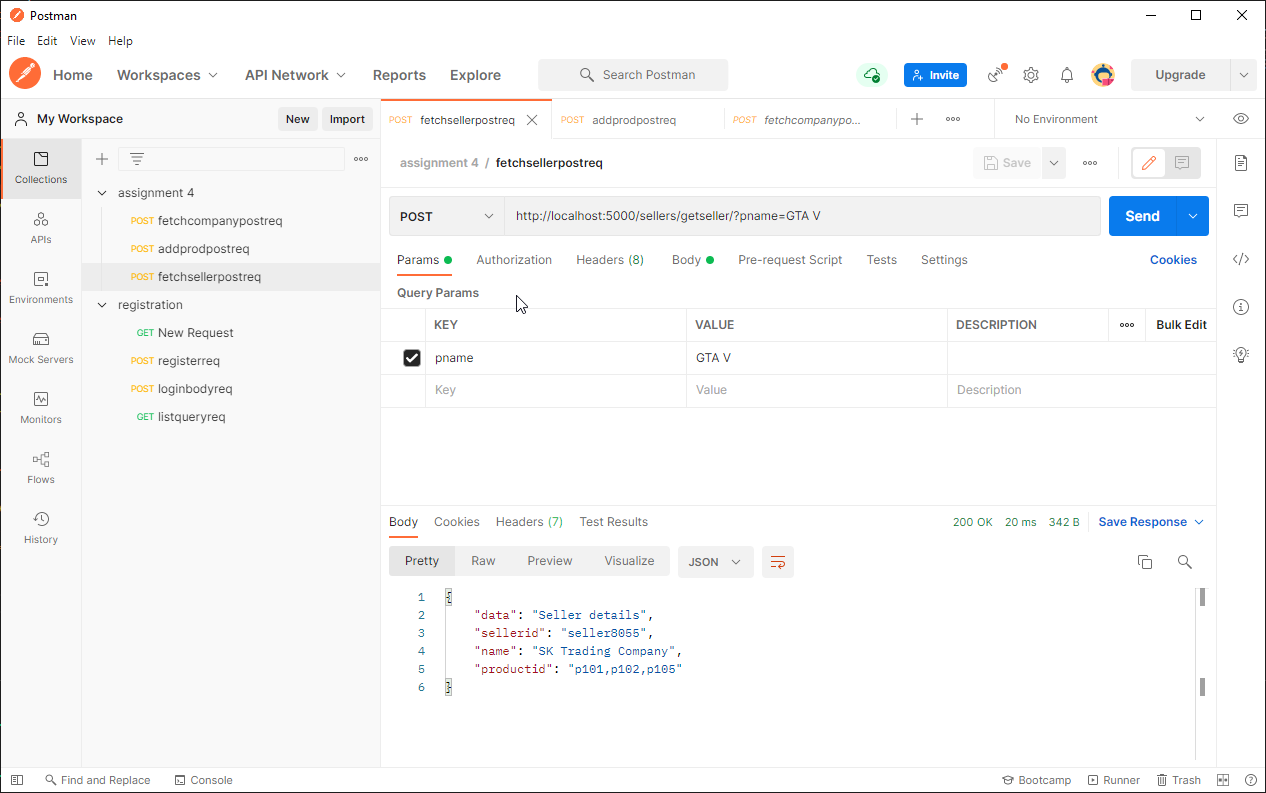 Postman
File Edit View Help
Home Workspaces API Network Reports Explore Search Postman Invite Upgrade
My Workspace New Import
POST fetchsellerpostreq POST addprodpostreq POST fetchcompanypo... No Environment
Collections
APIs
Environments
Mock Servers
Monitors
Flows
History
assignment 4
POST fetchcompanypostreq
POST addprodpostreq
POST fetchsellerpostreq
registration
GET New Request
POST registerreq
POST loginbodyreq
GET listqueryreq
assignment 4 / fetchsellerpostreq Save
POST http://localhost:5000/sellers/getseller/?pname=GTA V Send
Params Authorization Headers (8) Body Pre-request Script Tests Settings Cookies
Query Params
KEY VALUE DESCRIPTION Bulk Edit
pname GTA V
Key Value Description
Body Cookies Headers (7) Test Results 200 OK 20 ms 342 B Save Response
Pretty Raw Preview Visualize JSON
1 {
2 "data": "Seller details",
3 "sellerid": "seller8055",
4 "name": "SK Trading Company",
5 "productid": "p101,p102,p105"
6 }
Find and Replace Console Bootcamp Runner Trash